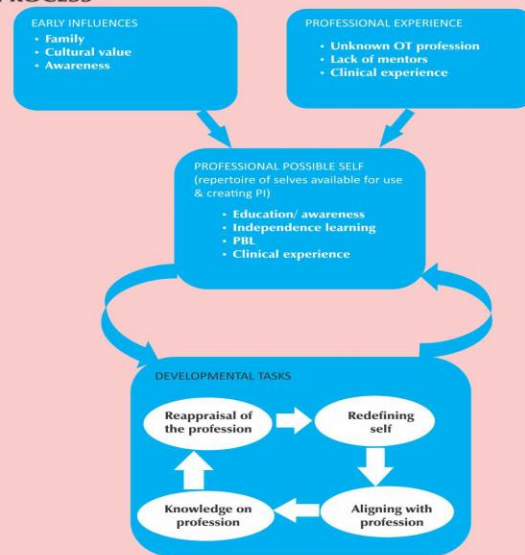 PROCESS
EARLY INFLUENCES
• Family
• Cultural value
• Awareness
PROFESSIONAL EXPERIENCE
• Unknown OT profession
• Lack of mentors
• Clinical experience
PROFESSIONAL POSSIBLE SELF
(repertoire of selves available for use
& creating PI)
• Education/ awareness
• Independence learning
• PBL
• Clinical experience
DEVELOPMENTAL TASKS
Reappraisal of
the profession
Redefining
self
Knowledge on
profession
Aligning with
profession